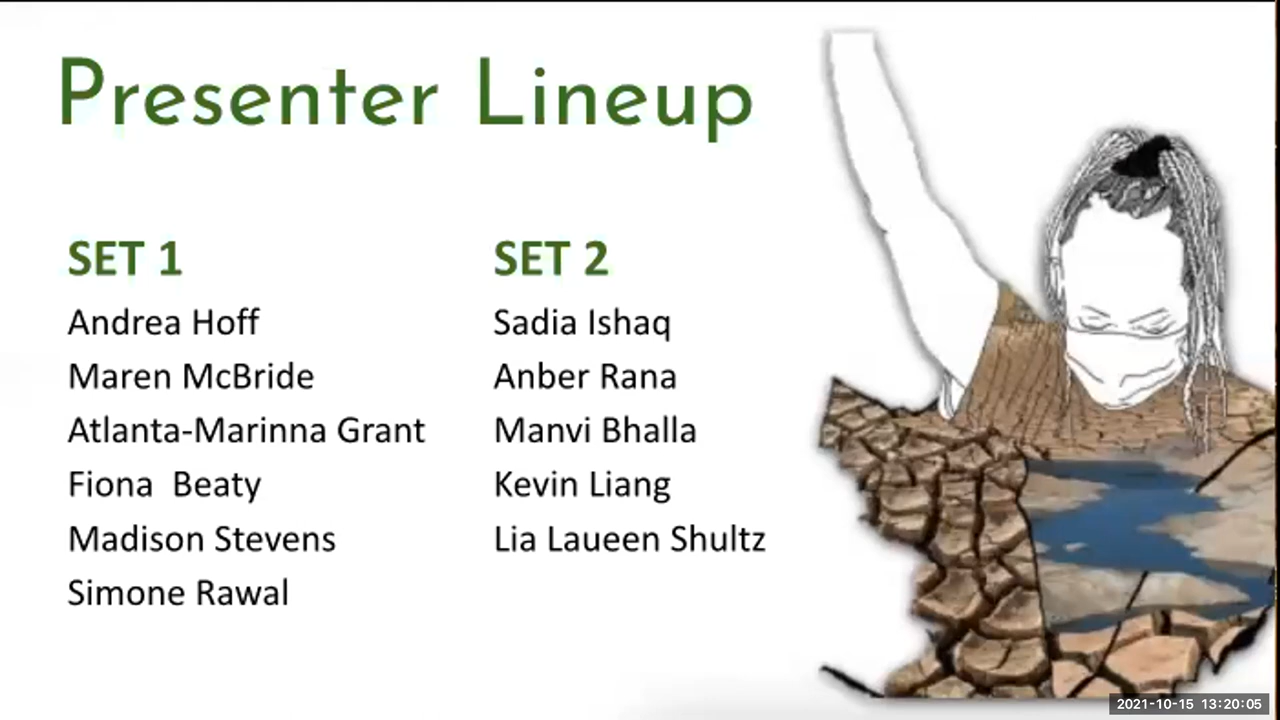 Presenter Lineup
SET 1
Andrea Hoff
Maren McBride
Atlanta-Marinna Grant
Fiona  Beaty
Madison Stevens
Simone Rawal
SET 2
Sadia Ishaq
Anber Rana
Manvi Bhalla
Kevin Liang
Lia Laueen Shultz
2021-10-15 13:20:05